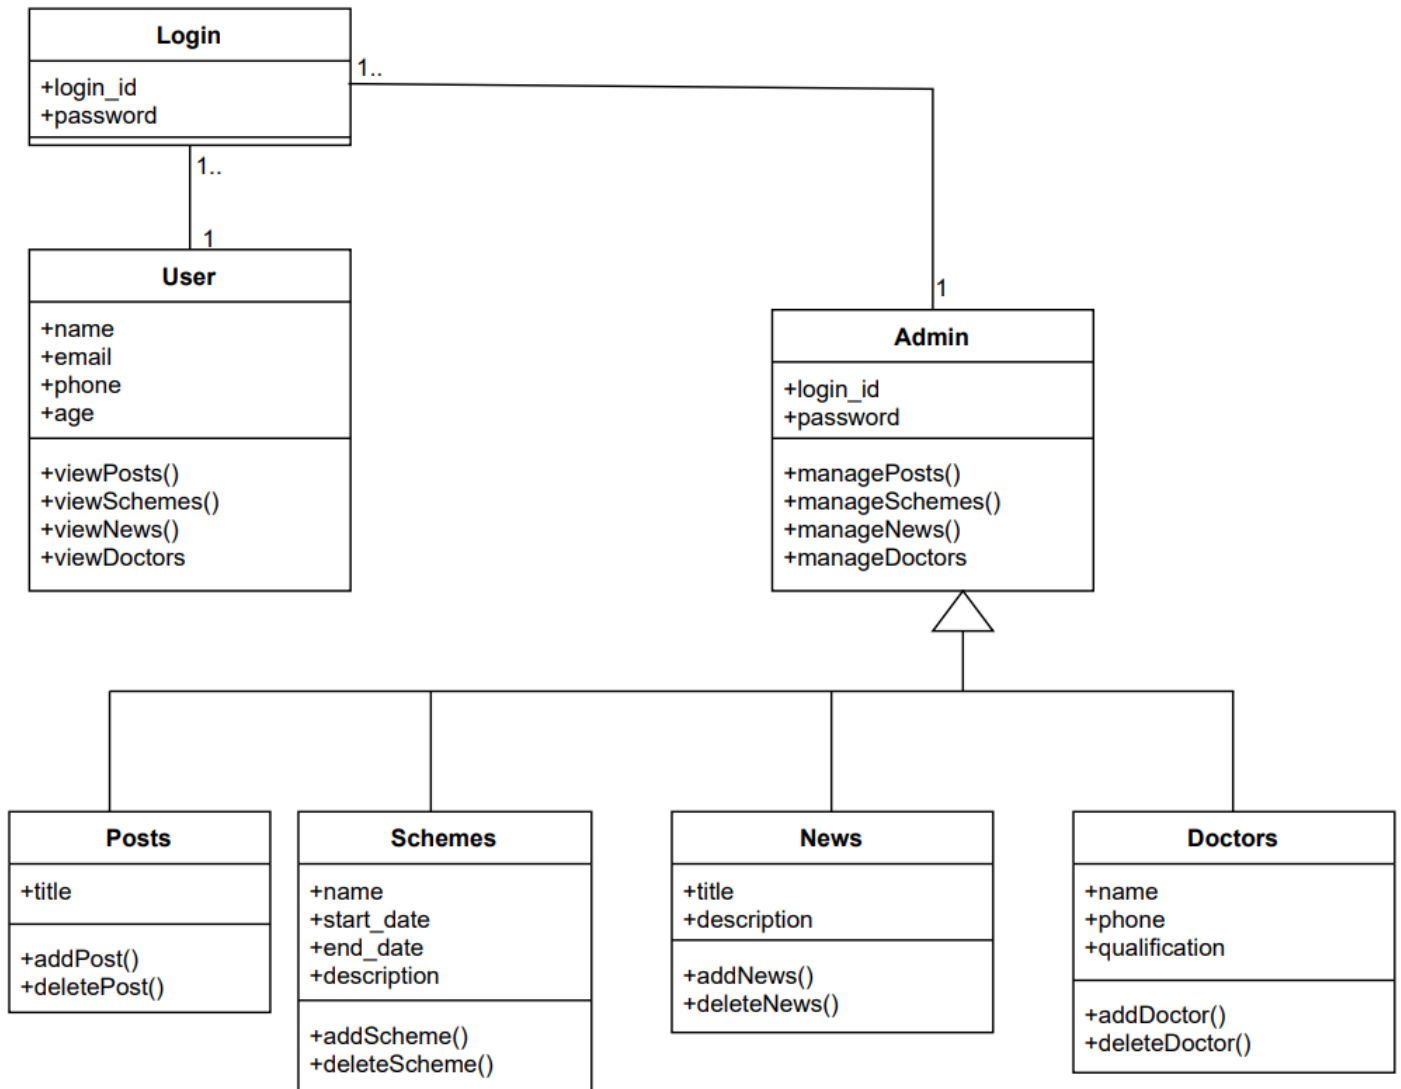 Login
+login_id
+password
1..
1..
1
User
+name
+email
+phone
+age
+viewPosts()
+viewSchemes()
+viewNews()
+viewDoctors
1
Admin
+login_id
+password
+managePosts()
+manageSchemes()
+manageNews()
+manageDoctors
Posts
+title
+addPost()
+deletePost()
Schemes
+name
+start_date
+end_date
+description
+addScheme()
+deleteScheme()
News
+title
+description
+addNews()
+deleteNews()
Doctors
+name
+phone
+qualification
+addDoctor()
+deleteDoctor()